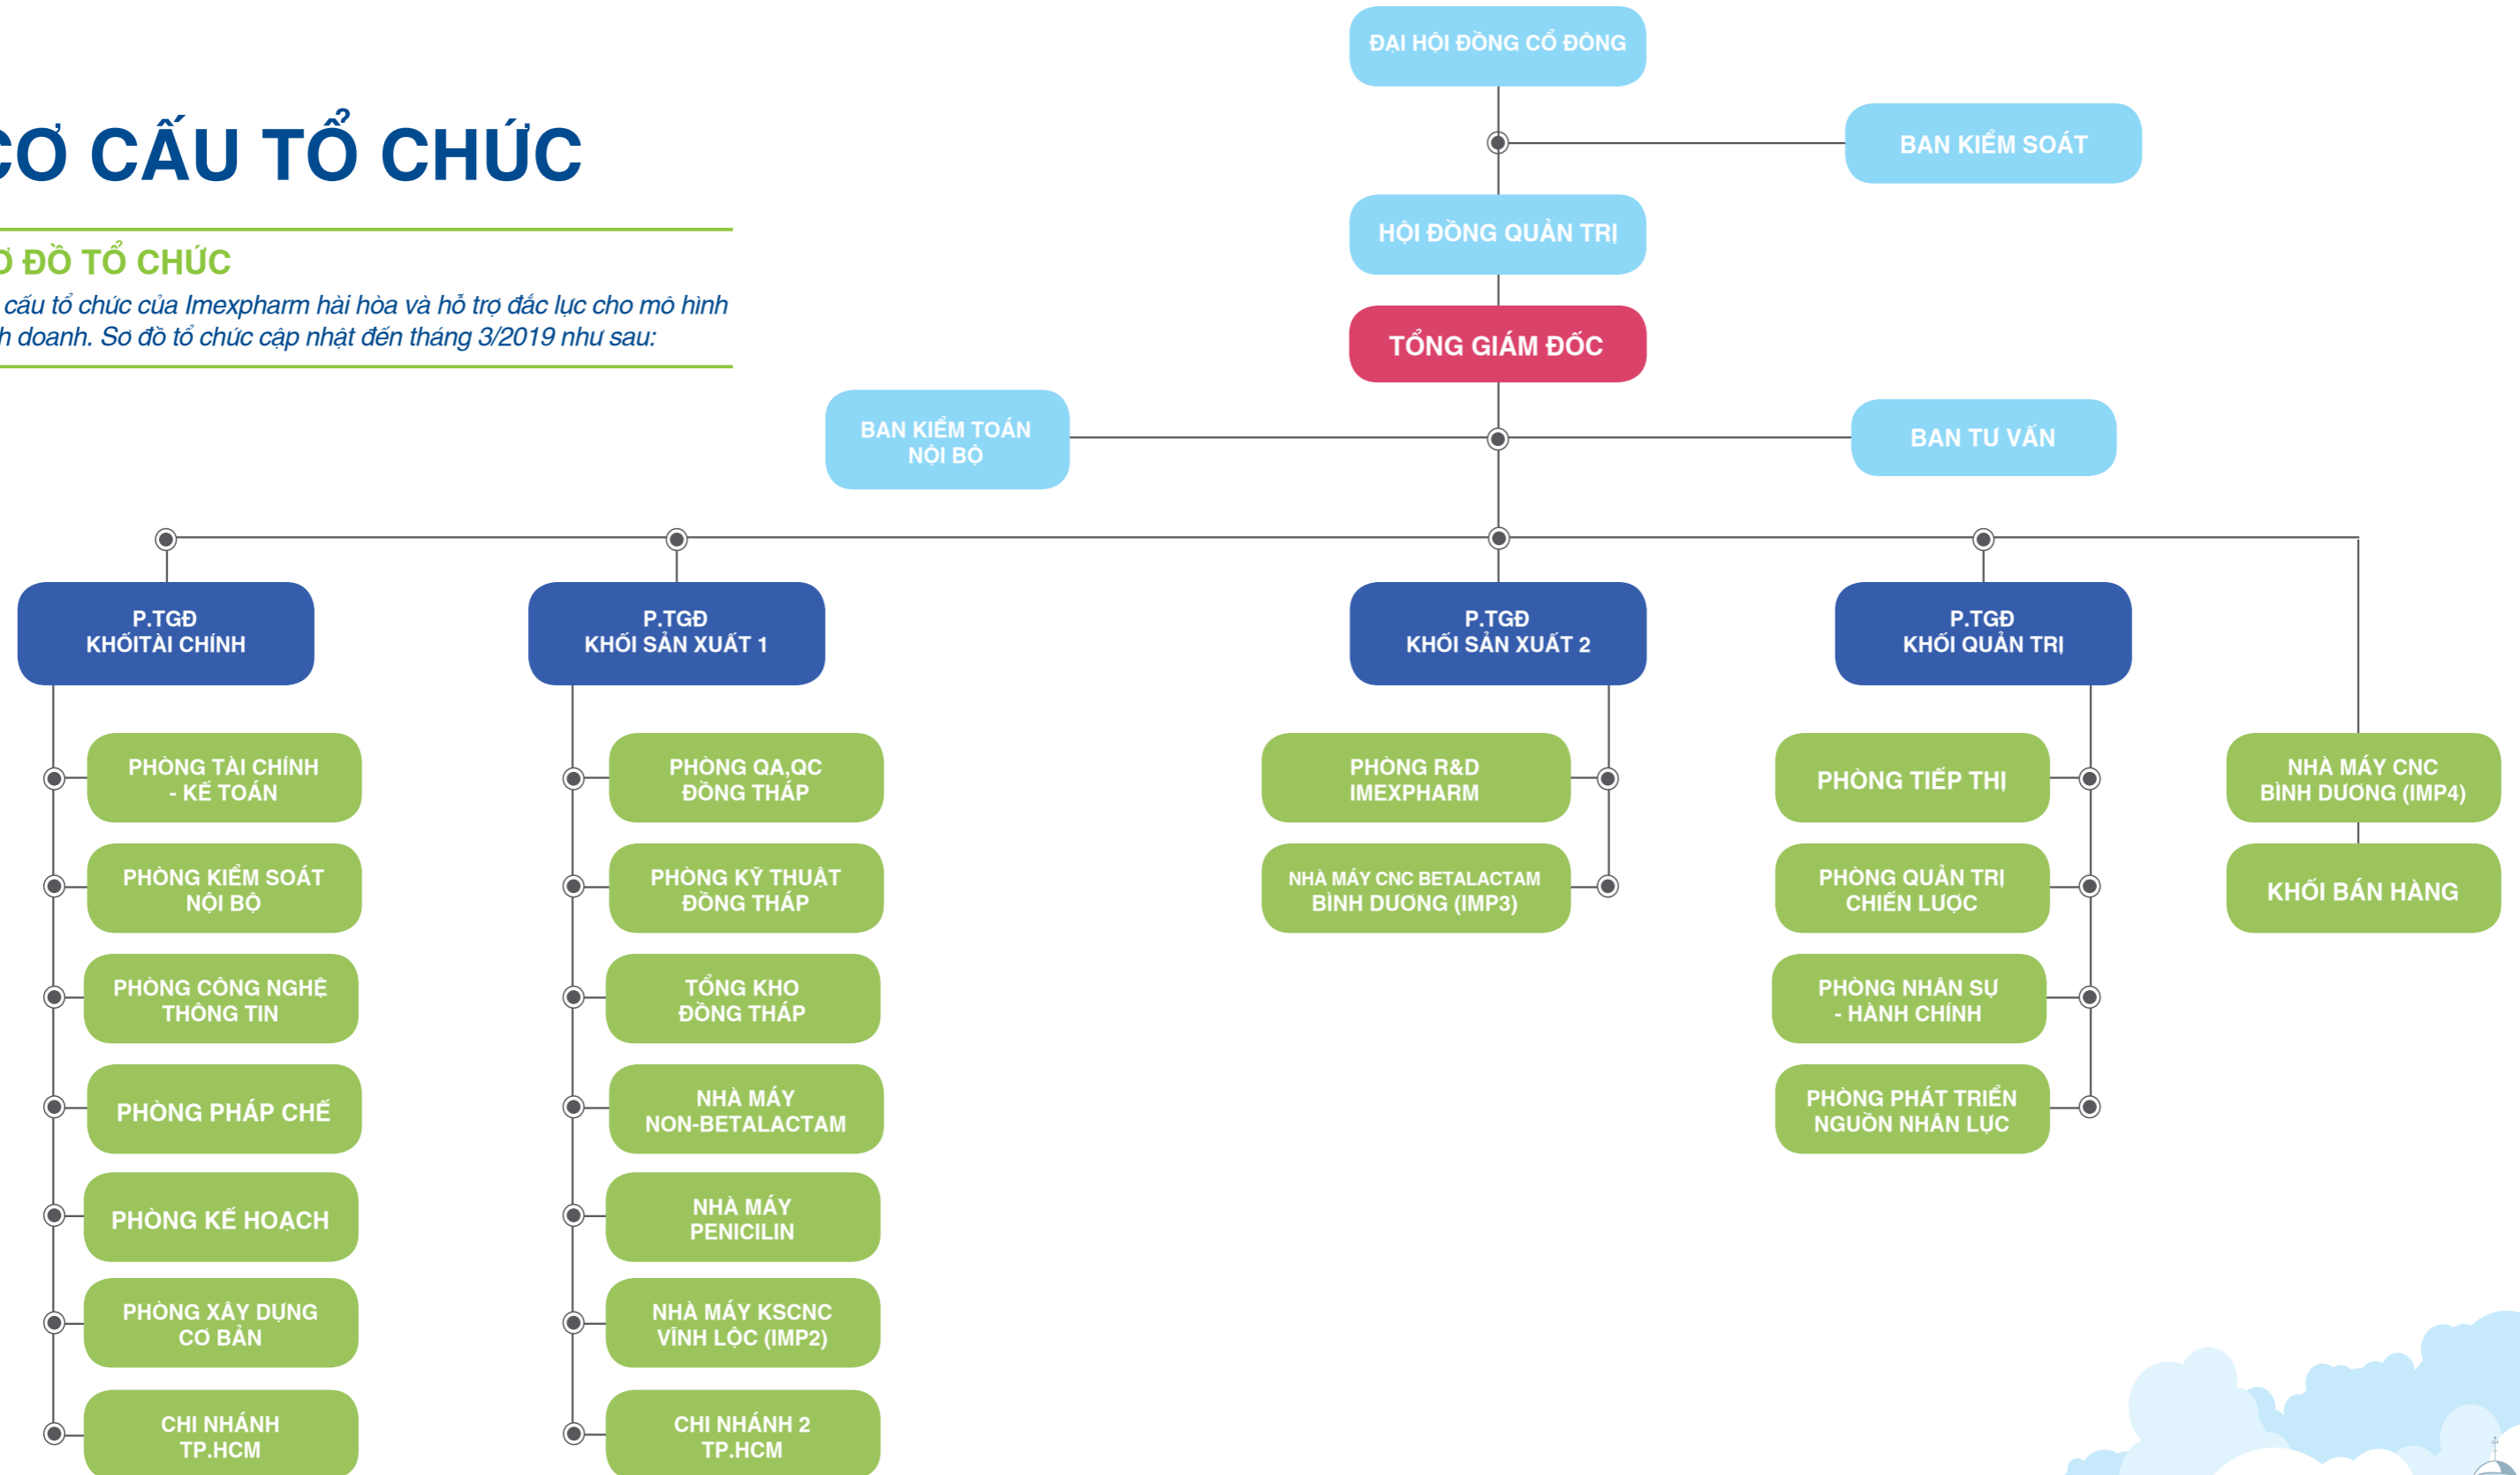 ĐẠI HỘI ĐỒNG CỔ ĐÔNG
BAN KIỂM SOÁT
CƠ CẤU TỔ CHỨC
HỘI ĐỒNG QUẢN TRỊ
ĐỒ TỔ CHỨC
cấu tổ chức của Imexpharm hài hòa và hỗ trợ đắc lực cho mô hình
doanh. Sơ đồ tổ chức cập nhật đến tháng 3/2019 như sau:
TỔNG GIÁM ĐỐC
BAN KIỂM TOÁN
NỘI BỘ
BAN TƯ VẤN
P.TGĐ
KHỐITÀI CHÍNH
P.TGĐ
KHỐI SẢN XUẤT 1
P.TGĐ
KHỐI SẢN XUẤT 2
P.TGĐ
KHỐI QUẢN TRỊ
PHÒNG TÀI CHÍNH
- KẾ TOÁN
PHÒNG KIỂM SOÁT
NỘI BỘ
PHÒNG CÔNG NGHỆ
THÔNG TIN
PHÒNG PHÁP CHẾ
PHÒNG KẾ HOẠCH
PHÒNG XÂY DỰNG
CƠ BẢN
CHI NHÁNH
TP.HCM
PHÒNG QA,QC
ĐỒNG THÁP
PHÒNG KỸ THUẬT
ĐỒNG THÁP
TỔNG KHO
ĐỒNG THÁP
NHÀ MÁY
NON-BETALACTAM
NHÀ MÁY
PENICILIN
NHÀ MÁY KSCNC
VĨNH LỘC (IMP2)
CHI NHÁNH 2
TP.HCM
PHÒNG R&D
IMEXPHARM
NHÀ MÁY CNC BETALACTAM
BÌNH DƯƠNG (IMP3)
PHÒNG TIẾP THỊ
PHÒNG QUẢN TRỊ
CHIẾN LƯỢC
PHÒNG NHÂN SỰ
- HÀNH CHÍNH
PHÒNG PHÁT TRIỂN
NGUỒN NHÂN LỰC
NHÀ MÁY CNC
BÌNH DƯƠNG (IMP4)
KHỐI BÁN HÀNG